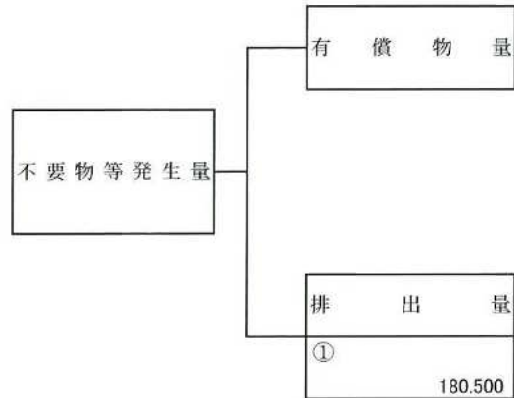 有償物量
不要物等発生量
排出量
①
180.500